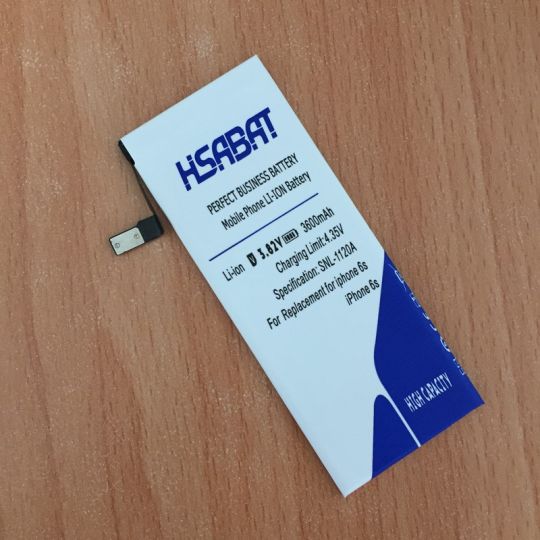 HSABAT
PERFECT BUSINESS BATTERY
Mobile Phone LI-ION Battery
Li-ion 3.82V 3600mAh
Charging Limit:4.35V
Specification: SNL-1120A
For Replacement for iphone 6s
iPhone 6s
HIGH CAPACITY